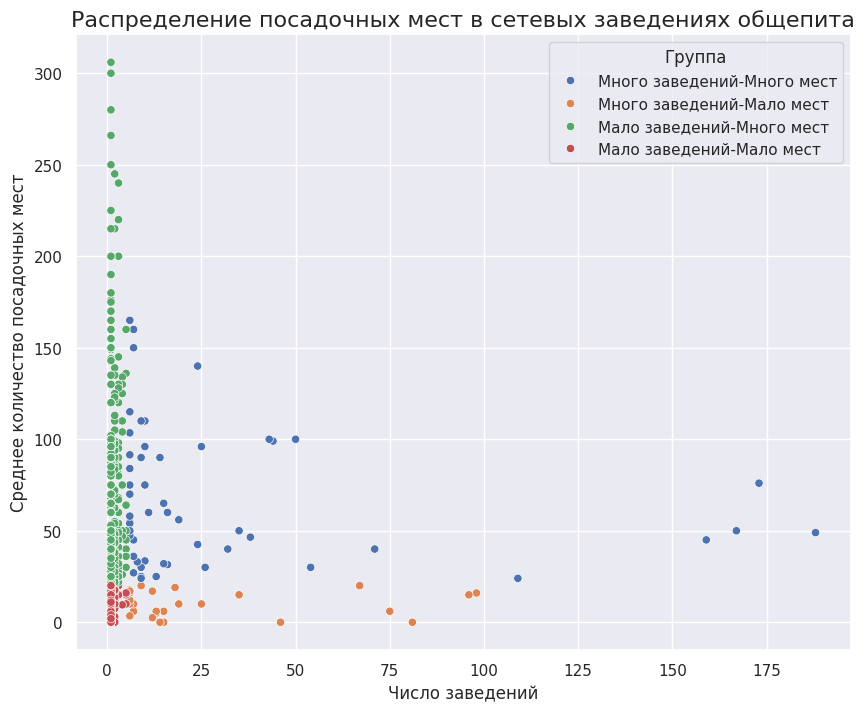 Распределение посадочных мест в сетевых заведениях общепита
Группа
Много заведений-Много мест
Много заведений-Мало мест
Мало заведений-Много мест
Мало заведений-Мало мест
Среднее количество посадочных мест
300
250
200
150
100
50
0
0 25 50 75 100 125 150 175
Число заведений